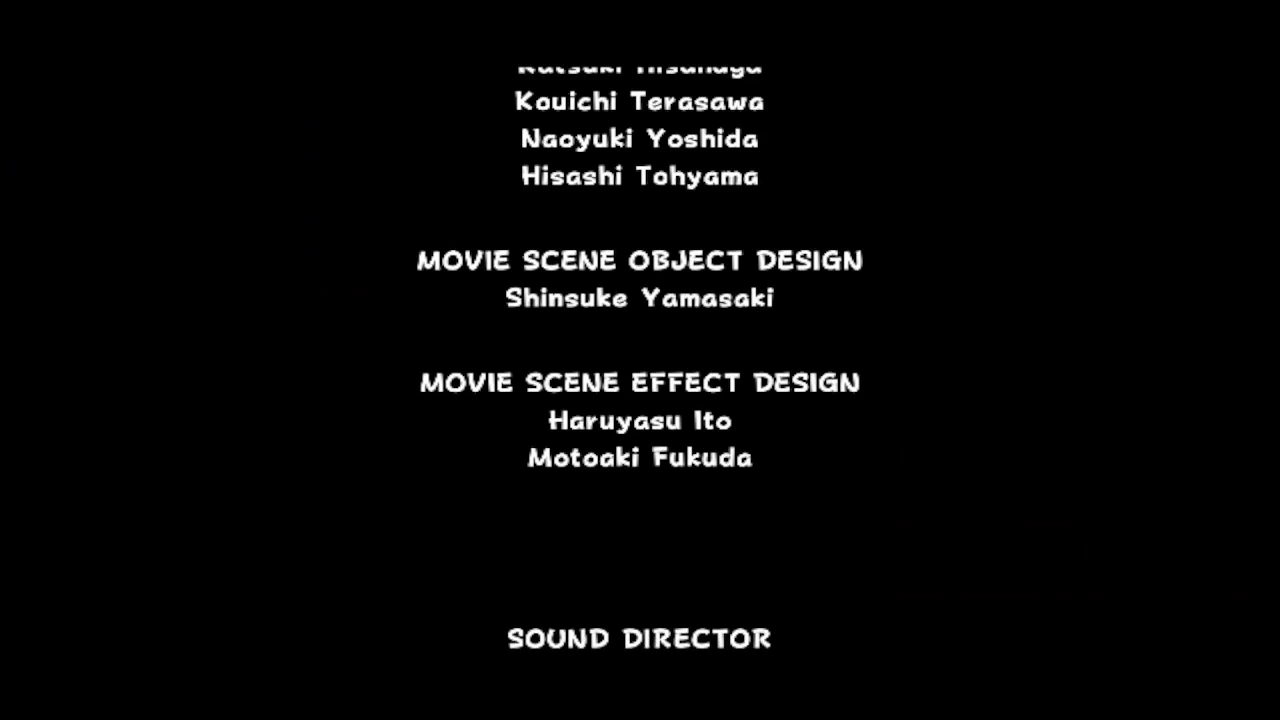 Kouichi Terasawa
Naoyuki Yoshida
Hisashi Tohyama
MOVIE SCENE OBJECT DESIGN
Shinsuke Yamasaki
MOVIE SCENE EFFECT DESIGN
Haruyasu Ito
Motoaki Fukuda
SOUND DIRECTOR